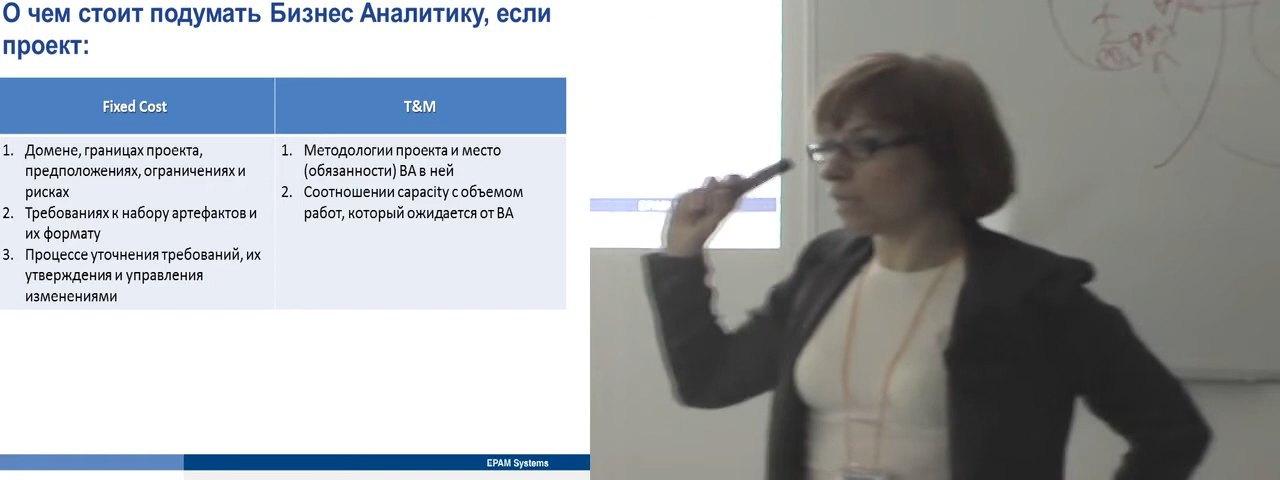 О чем стоит подумать Бизнес Аналитику, если
проект:
Fixed Cost
T&M
1. Домене, границах проекта,
предположениях, ограничениях и
рисках
2. Требованиях к набору артефактов и
их формату
3. Процессе уточнения требований, их
утверждения и управления
изменениями
1. Методологии проекта и место
(обязанности) BA в ней
2. Соотношении capacity с объемом
работ, который ожидается от BA
EPAM Systems